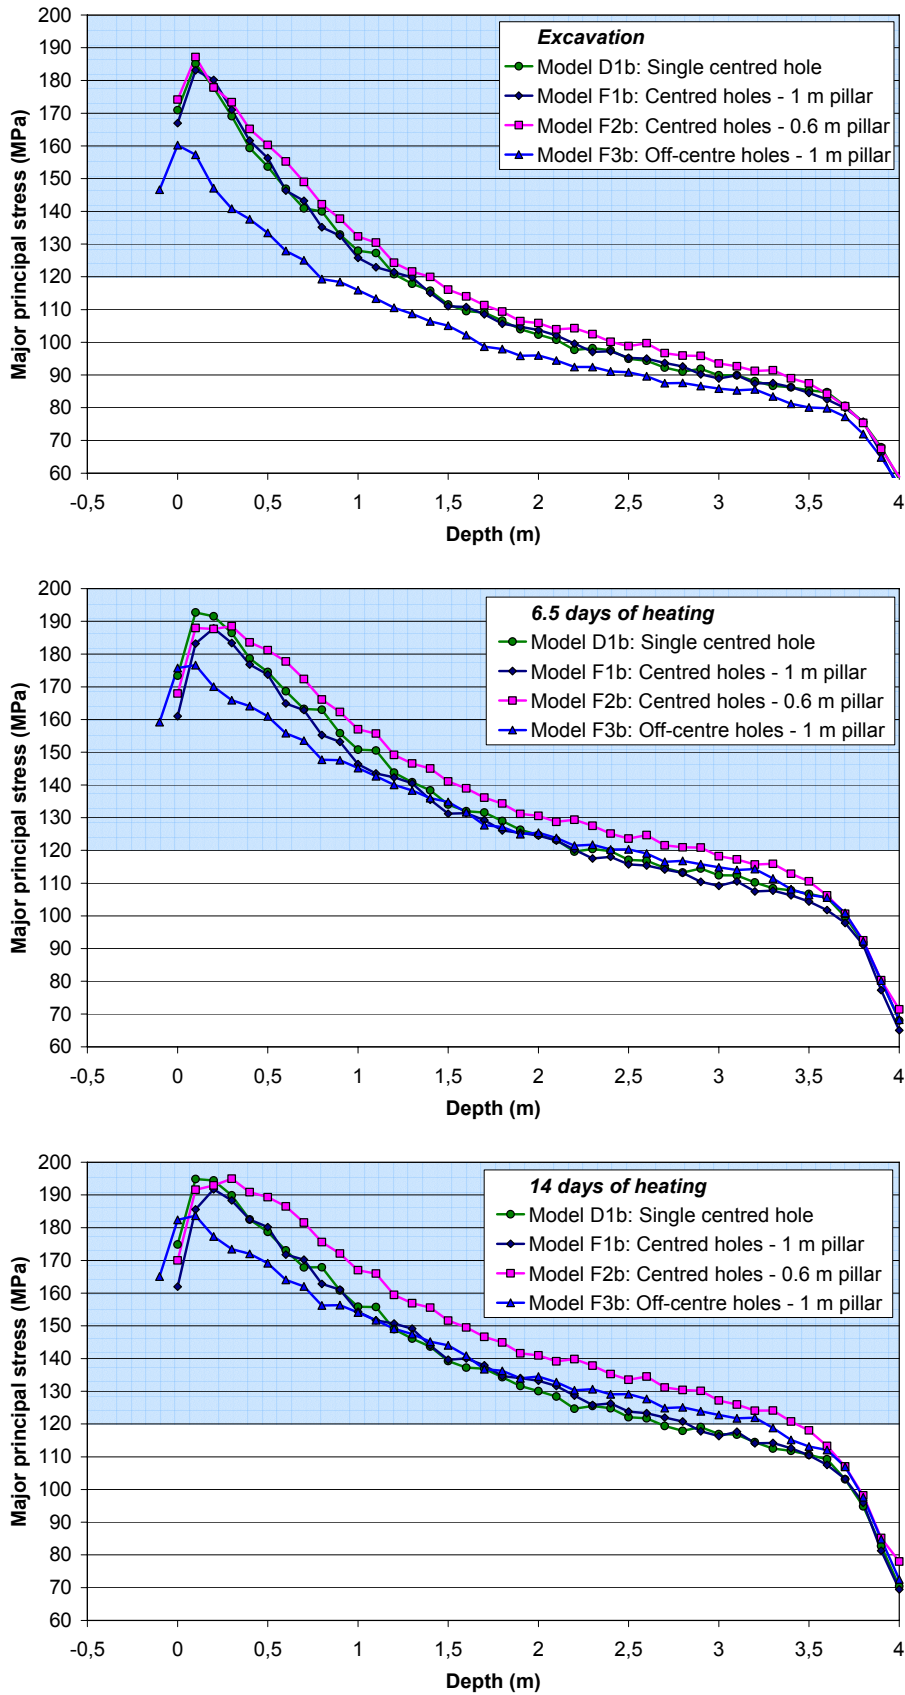 200
190
180
170
160
150
140
130
120
110
100
90
80
70
60
Major principal stress (MPa)
Excavation
Model D1b: Single centred hole
Model F1b: Centred holes - 1 m pillar
Model F2b: Centred holes - 0.6 m pillar
Model F3b: Off-centre holes - 1 m pillar
-0,5 0 0,5 1 1,5 2 2,5 3 3,5 4
Depth (m)
200
190
180
170
160
150
140
130
120
110
100
90
80
70
60
Major principal stress (MPa)
6.5 days of heating
Model D1b: Single centred hole
Model F1b: Centred holes - 1 m pillar
Model F2b: Centred holes - 0.6 m pillar
Model F3b: Off-centre holes - 1 m pillar
-0,5 0 0,5 1 1,5 2 2,5 3 3,5 4
Depth (m)
200
190
180
170
160
150
140
130
120
110
100
90
80
70
60
Major principal stress (MPa)
14 days of heating
Model D1b: Single centred hole
Model F1b: Centred holes - 1 m pillar
Model F2b: Centred holes - 0.6 m pillar
Model F3b: Off-centre holes - 1 m pillar
-0,5 0 0,5 1 1,5 2 2,5 3 3,5 4
Depth (m)